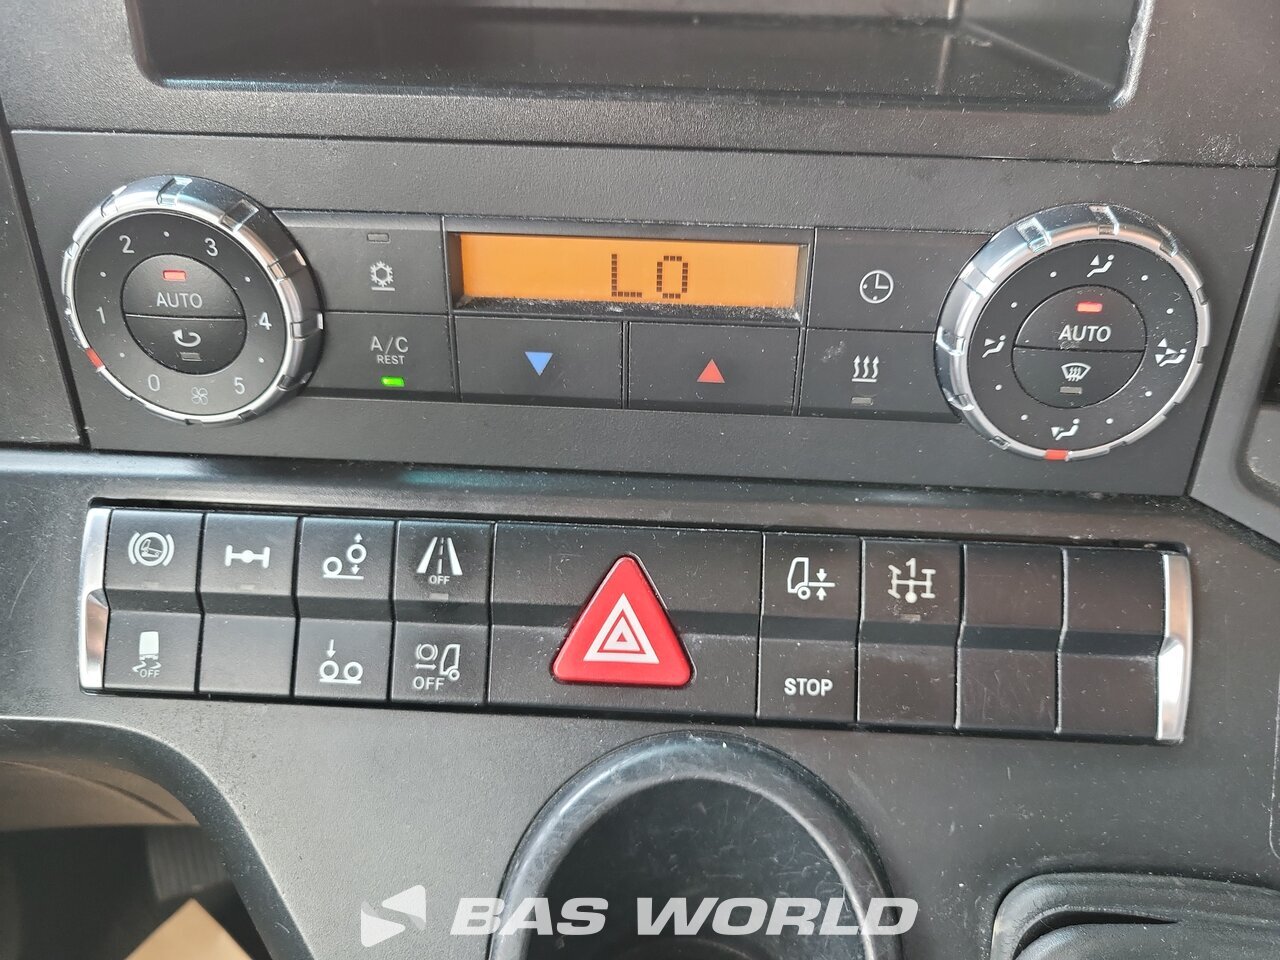 2 3
1 4
0 5
AUTO
A/C
REST
LO
AUTO
OFF
OFF
OFF
STOP
1
BAS WORLD